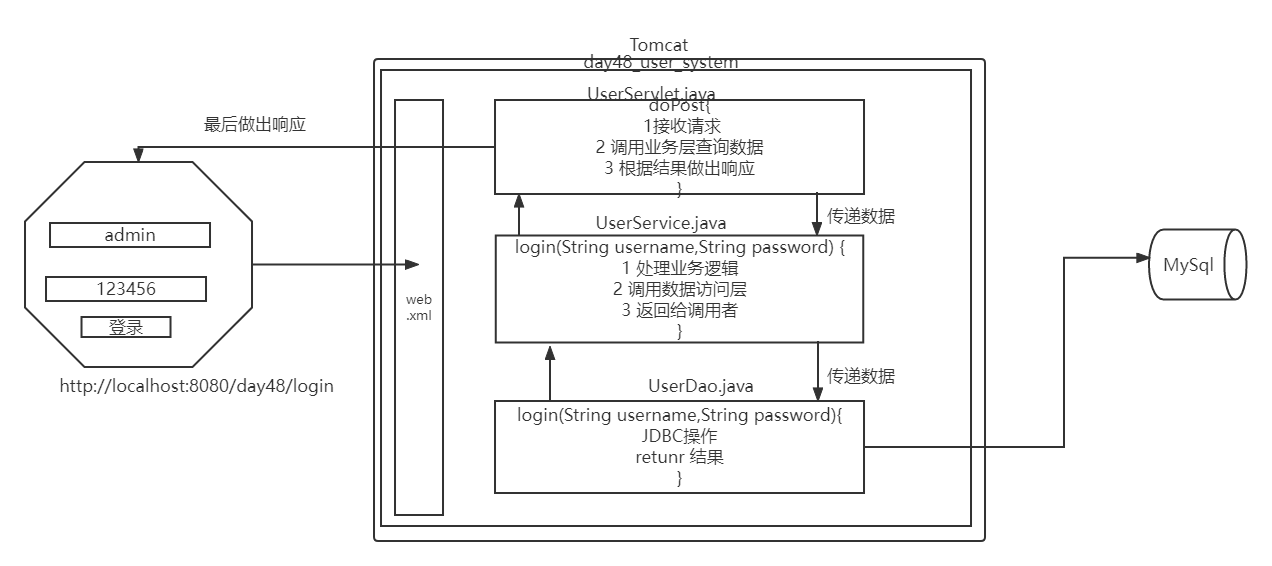 Tomcat
day48_user_system
UserServlet.java
doPost{
1接收请求
2 调用业务层查询数据
3 根据结果做出响应
}
最后做出响应
传递数据
admin
123456
登录
http://localhost:8080/day48/login
web
.xml
UserService.java
login(String username,String password) {
1 处理业务逻辑
2 调用数据访问层
3 返回给调用者
}
传递数据
UserDao.java
login(String username,String password){
JDBC操作
retunr 结果
}
MySql